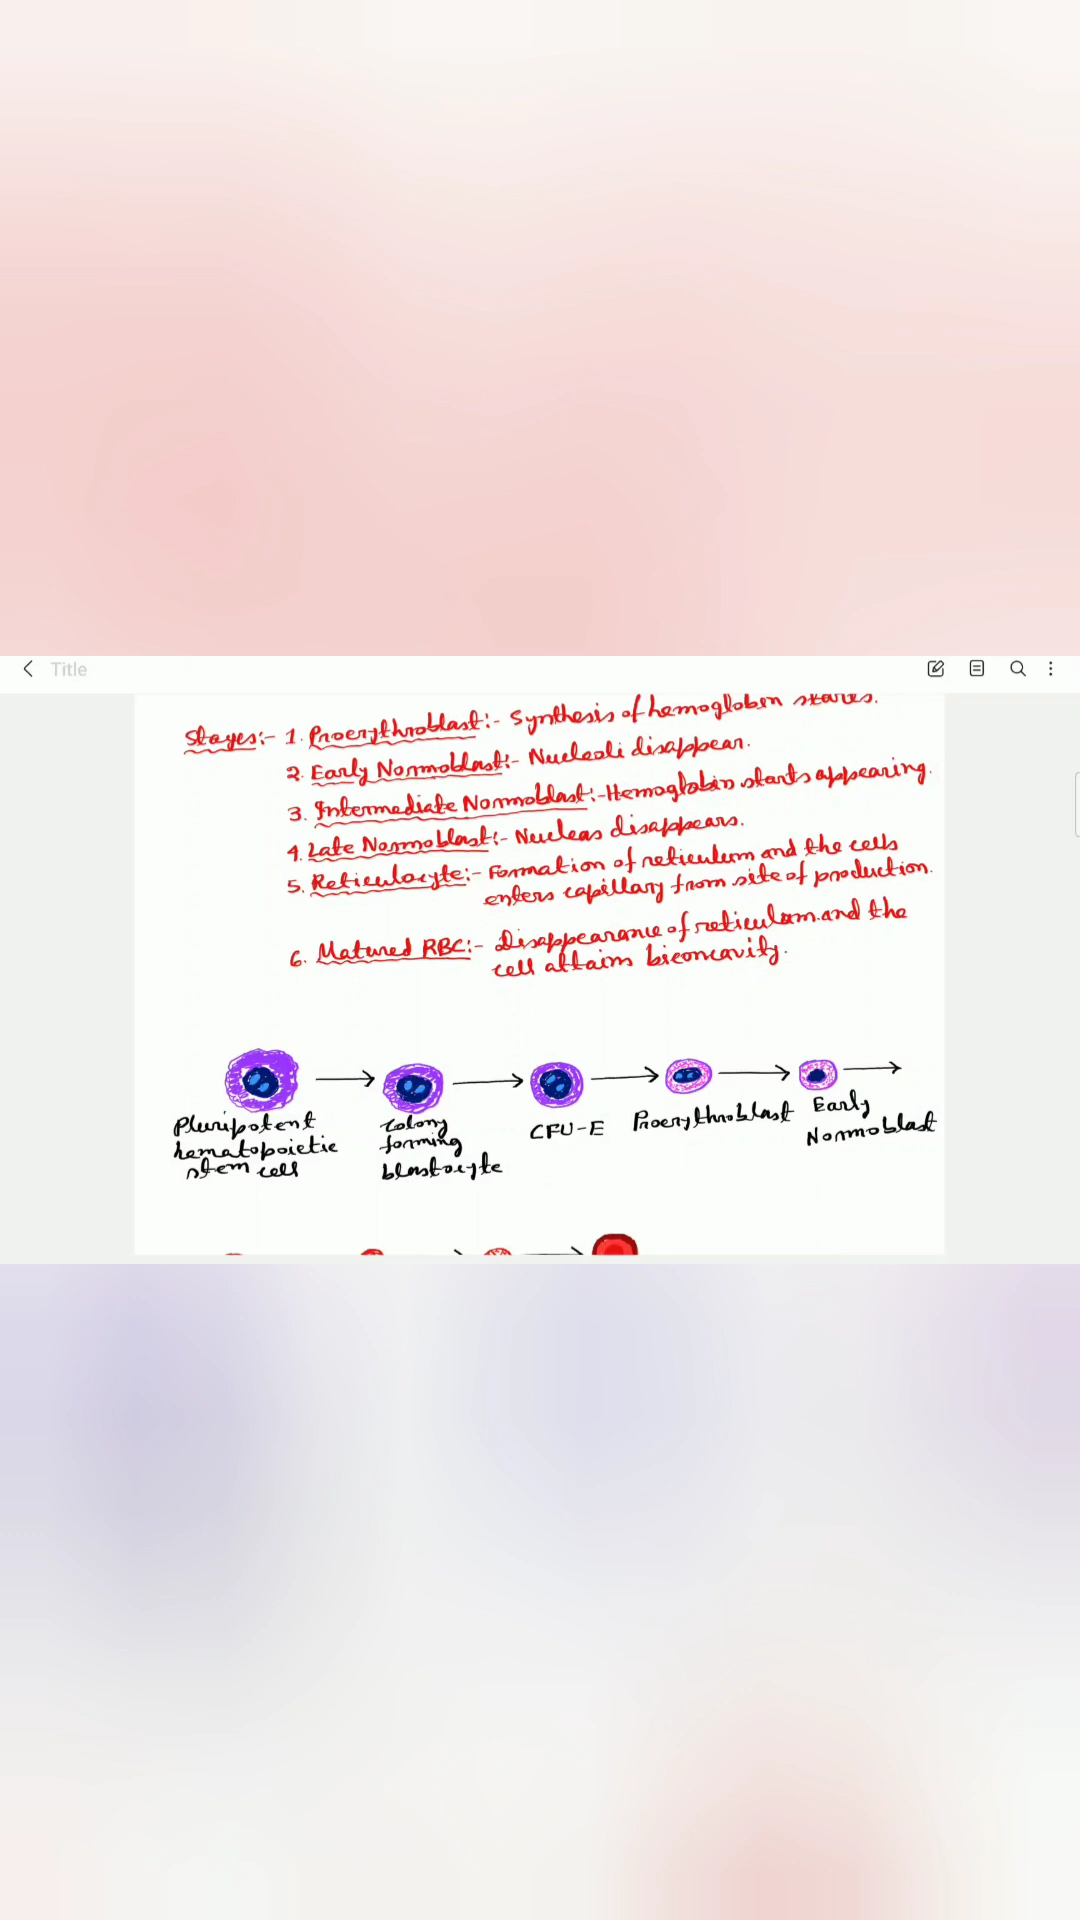 Title
Stages:- 1. Proerythroblast:- Synthesis of hemoglobin starts.
2. Early Normoblast:- Nucleoli disappear.
3. Intermediate Normoblast:- Hemoglobin starts appearing.
4. Late Normoblast:- Nucleas disappears.
5. Reticulocyte:- Formation of reticulum and the cells
enters capillary from site of production.
6. Matured RBC:- Disappearance of reticulum and the
cell attains biconcavity.
Pluripotent
hematopoietic
stem cell
Colony
forming
blastocyte
CFU-E
Proerythroblast
Early
Normoblast